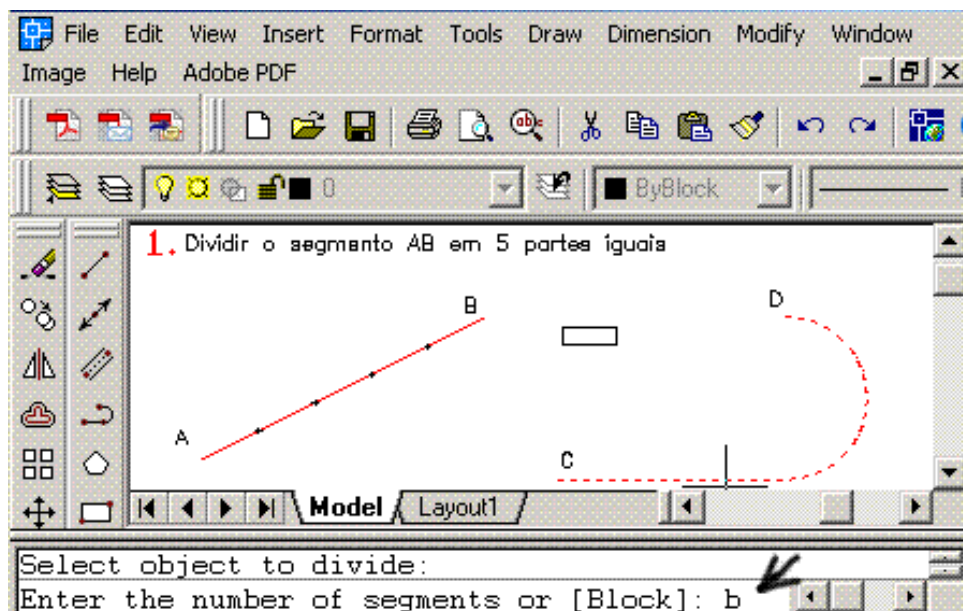 File Edit View Insert Format Tools Draw Dimension Modify Window
Image Help Adobe PDF
abc
0 ByBlock
1. Dividir o segmento AB em 5 partes iguais
B D
A C
Model Layout1
Select object to divide:
Enter the number of segments or [Block]: b